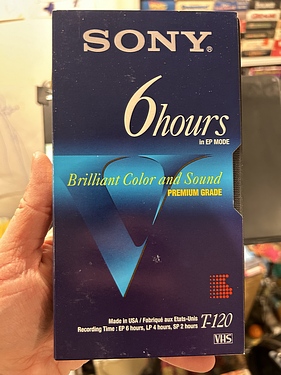 SONY®
6hours
in EP MODE
Brilliant Color and Sound
PREMIUM GRADE
Made in USA / Fabriqué aux Etats-Unis
Recording Time : EP 6 hours, LP 4 hours, SP 2 hours
T-120
VHS